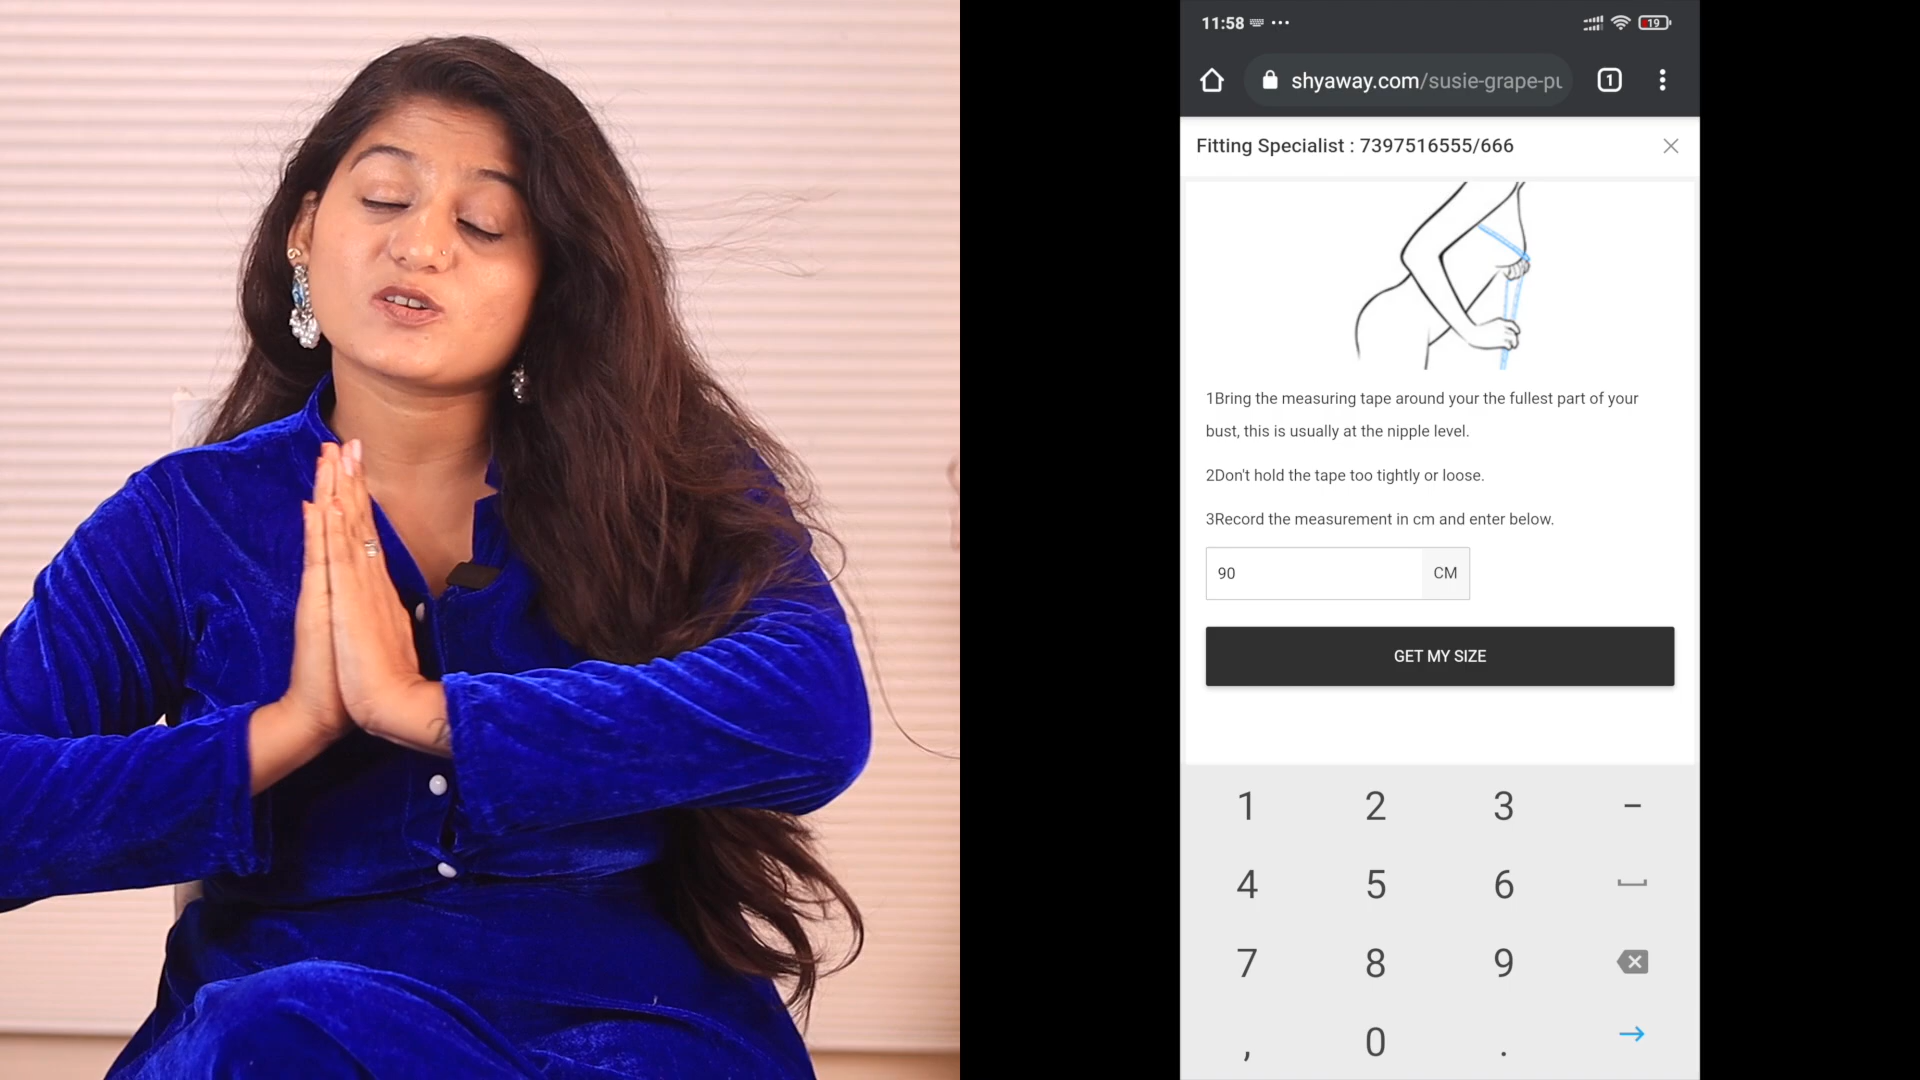 11:58
19
shyaway.com/susie-grape-pu
1
Fitting Specialist : 7397516555/666
1Bring the measuring tape around your the fullest part of your
bust, this is usually at the nipple level.
2Don't hold the tape too tightly or loose.
3Record the measurement in cm and enter below.
90 CM
GET MY SIZE
1 2 3 -
4 5 6
7 8 9
, 0 .